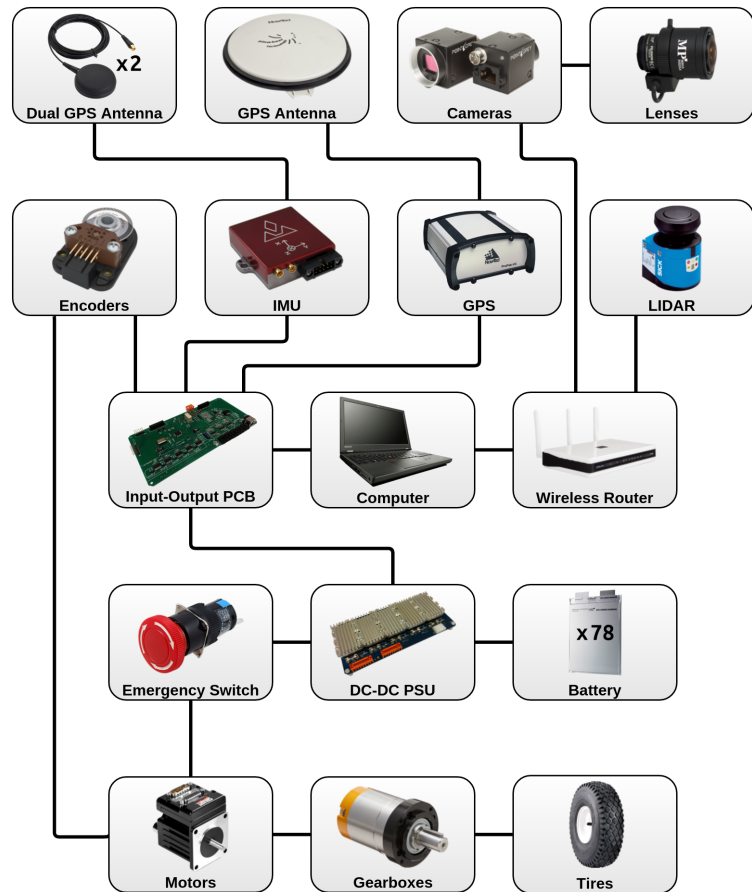 x2
Dual GPS Antenna
GPS Antenna
Cameras
Lenses
Encoders
IMU
GPS
SICK
LIDAR
Input-Output PCB
Computer
Wireless Router
Emergency Switch
DC-DC PSU
x78
Battery
Motors
Gearboxes
Tires